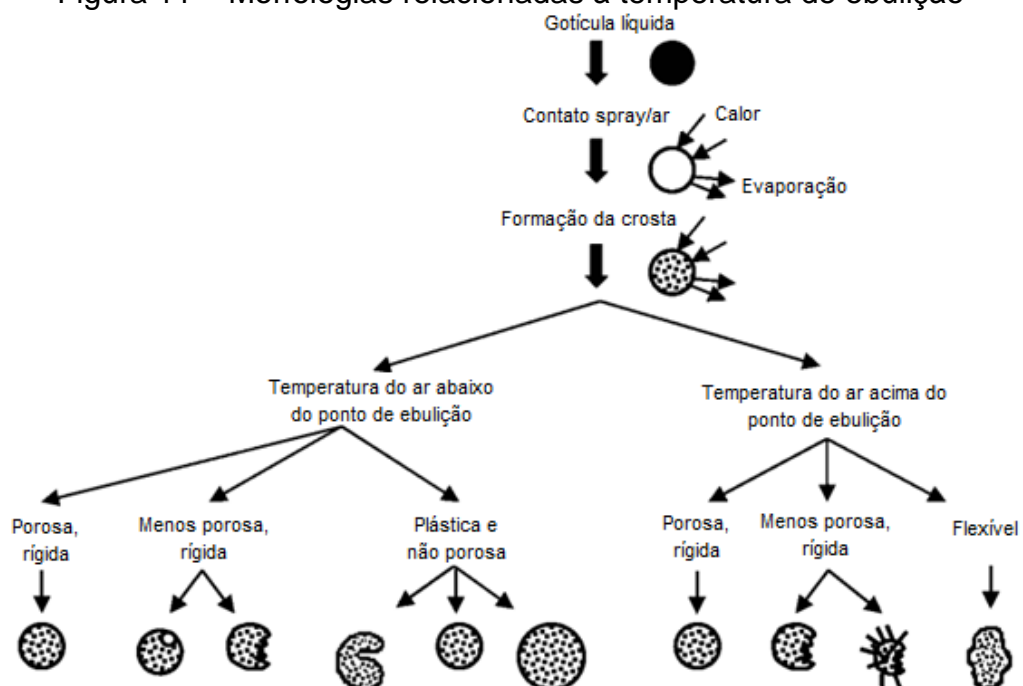 Gotícula líquida
Contato spray/ar
Calor
Evaporação
Formação da crosta
Temperatura do ar abaixo
do ponto de ebulição
Temperatura do ar acima do
ponto de ebulição
Porosa,
rígida
Menos porosa,
rígida
Plástica e
não porosa
Porosa,
rígida
Menos porosa,
rígida
Flexível